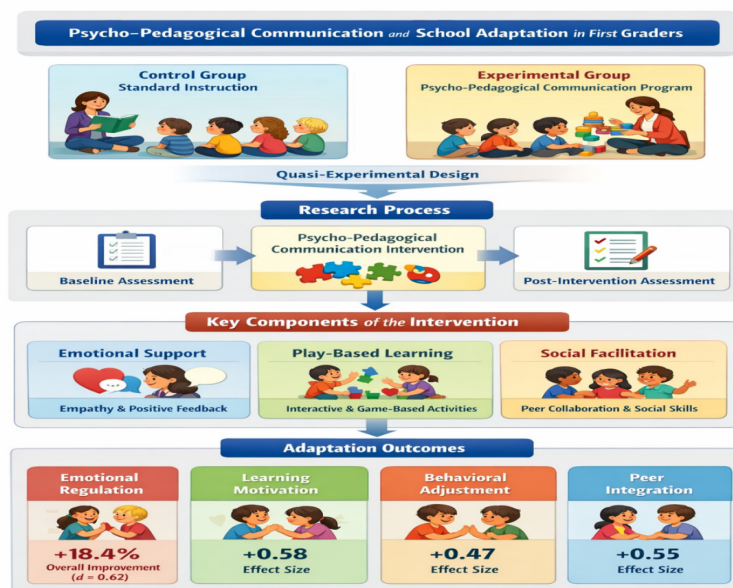 Psycho–Pedagogical Communication and School Adaptation in First Graders
Control Group
Standard Instruction
Experimental Group
Psycho-Pedagogical Communication Program
Quasi-Experimental Design
Research Process
Baseline Assessment
Psycho-Pedagogical
Communication Intervention
Post-Intervention Assessment
Key Components of the Intervention
Emotional Support
Empathy & Positive Feedback
Play-Based Learning
Interactive & Game-Based Activities
Social Facilitation
Peer Collaboration & Social Skills
Adaptation Outcomes
Emotional
Regulation
+18.4%
Overall Improvement
(d = 0.62)
Learning
Motivation
+0.58
Effect Size
Behavioral
Adjustment
+0.47
Effect Size
Peer
Integration
+0.55
Effect Size